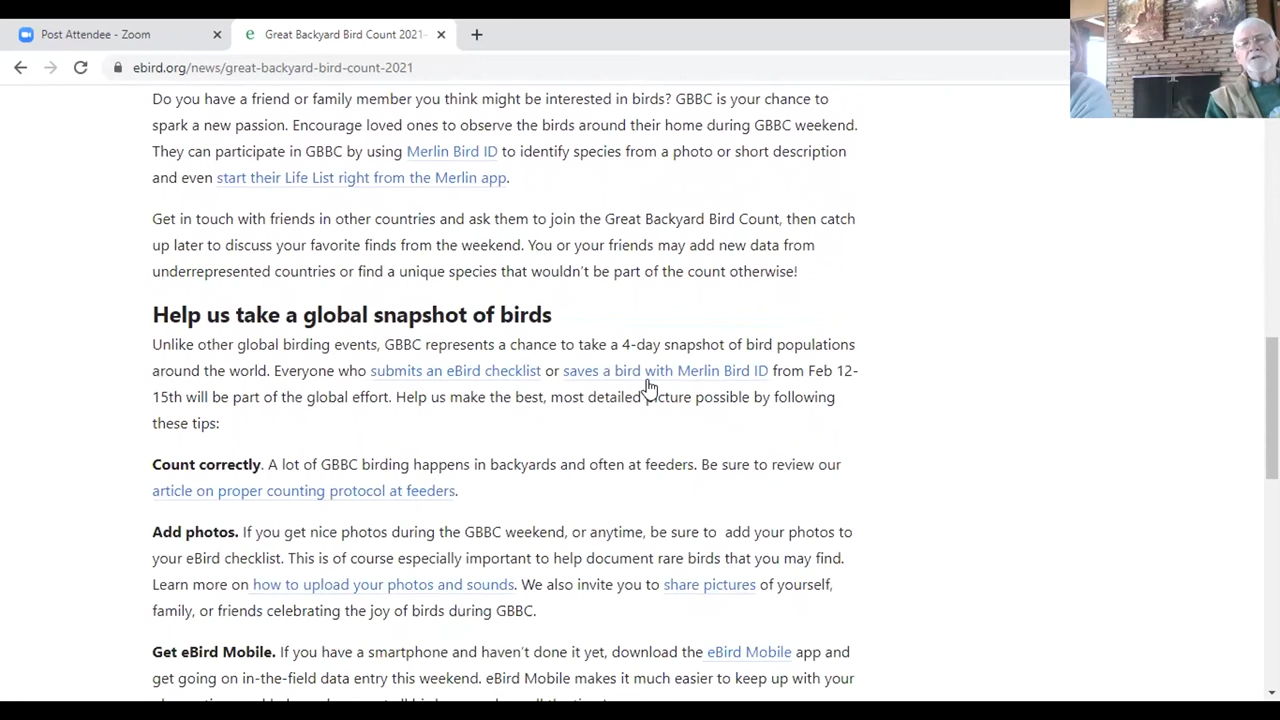 Post Attendee - Zoom
Great Backyard Bird Count 2021-
ebird.org/news/great-backyard-bird-count-2021
Do you have a friend or family member you think might be interested in birds? GBBC is your chance to
spark a new passion. Encourage loved ones to observe the birds around their home during GBBC weekend.
They can participate in GBBC by using Merlin Bird ID to identify species from a photo or short description
and even start their Life List right from the Merlin app.
Get in touch with friends in other countries and ask them to join the Great Backyard Bird Count, then catch
up later to discuss your favorite finds from the weekend. You or your friends may add new data from
underrepresented countries or find a unique species that wouldn't be part of the count otherwise!
Help us take a global snapshot of birds
Unlike other global birding events, GBBC represents a chance to take a 4-day snapshot of bird populations
around the world. Everyone who submits an eBird checklist or saves a bird with Merlin Bird ID from Feb 12-
15th will be part of the global effort. Help us make the best, most detailed picture possible by following
these tips:
Count correctly. A lot of GBBC birding happens in backyards and often at feeders. Be sure to review our
article on proper counting protocol at feeders.
Add photos. If you get nice photos during the GBBC weekend, or anytime, be sure to add your photos to
your eBird checklist. This is of course especially important to help document rare birds that you may find.
Learn more on how to upload your photos and sounds. We also invite you to share pictures of yourself,
family, or friends celebrating the joy of birds during GBBC.
Get eBird Mobile. If you have a smartphone and haven't done it yet, download the eBird Mobile app and
get going on in-the-field data entry this weekend. eBird Mobile makes it much easier to keep up with your